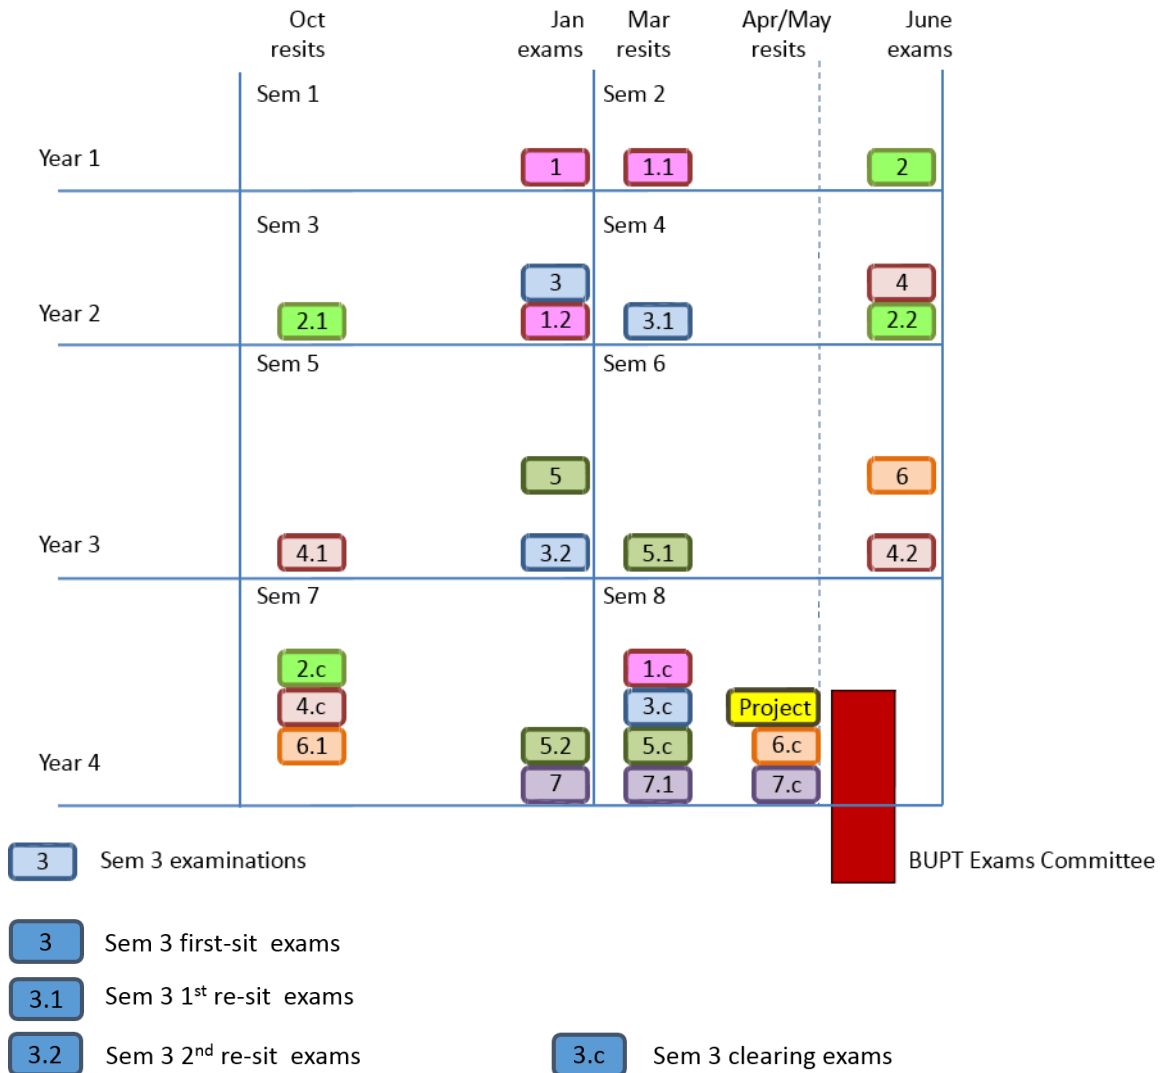 Oct
resits
Jan
exams
Mar
resits
Apr/May
resits
June
exams
Sem 1
Sem 2
Year 1
1
1.1
2
Sem 3
Sem 4
3
4
Year 2
2.1
1.2
3.1
2.2
Sem 5
Sem 6
5
6
Year 3
4.1
3.2
5.1
4.2
Sem 7
Sem 8
2.c
1.c
4.c
3.c
Project
6.1
5.2
5.c
6.c
Year 4
7
7.1
7.c
3 Sem 3 examinations
BUPT Exams Committee
3 Sem 3 first-sit exams
3.1 Sem 3 1st re-sit exams
3.2 Sem 3 2nd re-sit exams
3.c Sem 3 clearing exams